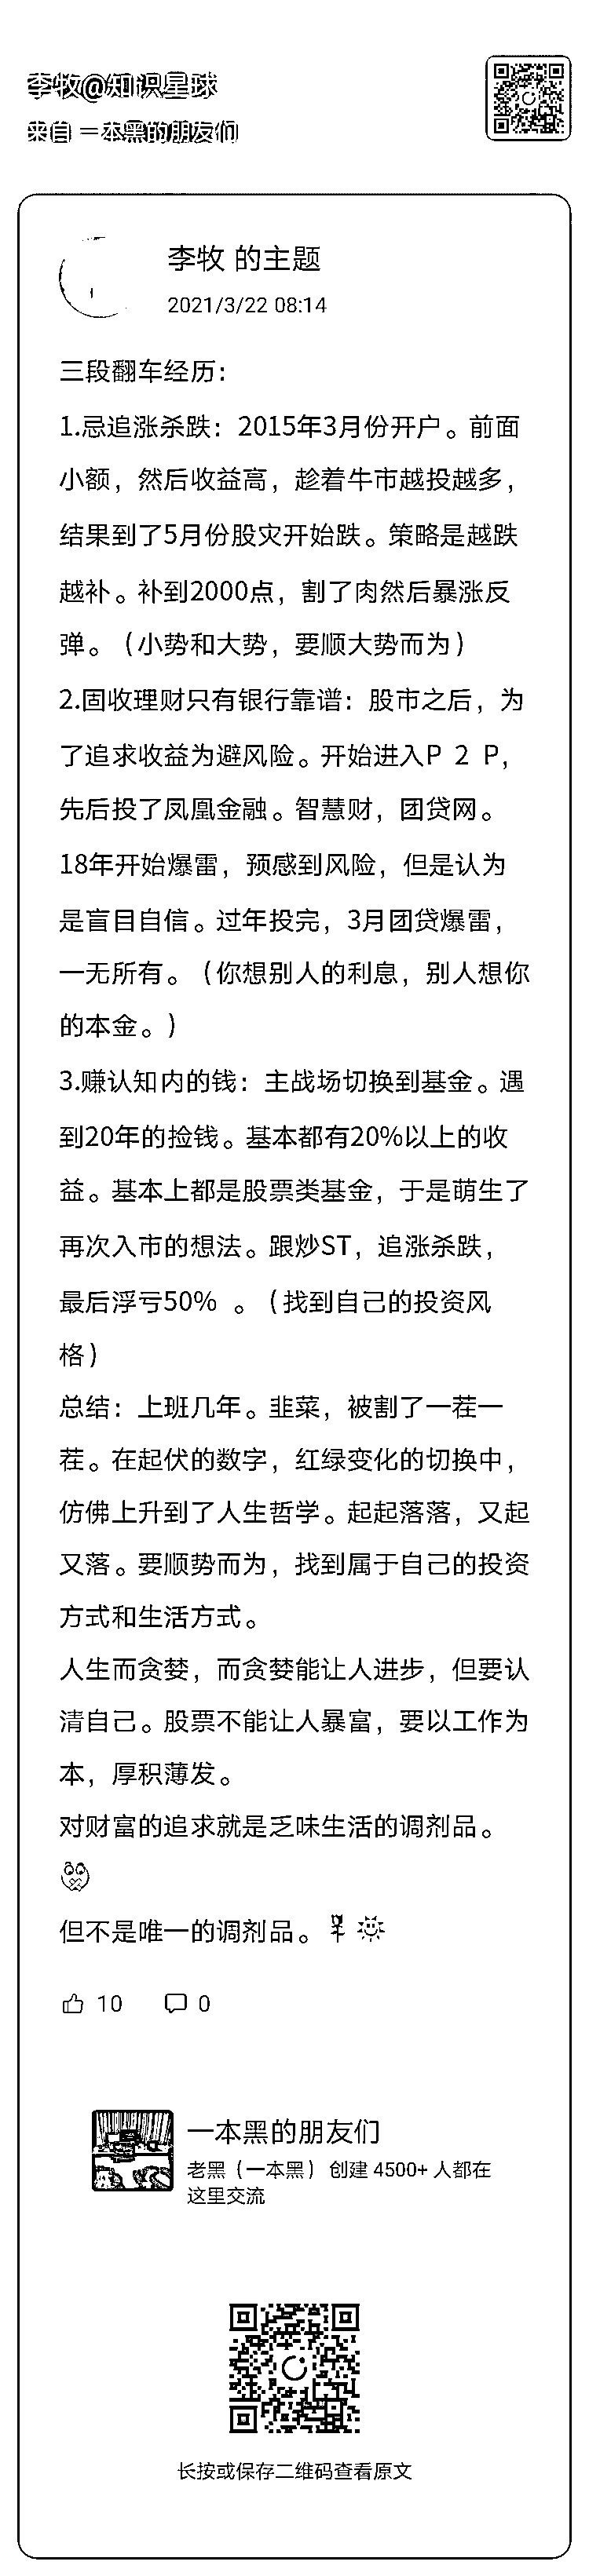 李牧@知识星球
来自 一本黑的朋友们
李牧 的主题
2021/3/22 08:14
三段翻车经历：
1.忌追涨杀跌：2015年3月份开户。前面
小额，然后收益高，趁着牛市越投越多，
结果到了5月份股灾开始跌。策略是越跌
越补。补到2000点，割了肉然后暴涨反
弹。（小势和大势，要顺大势而为）
2.固收理财只有银行靠谱：股市之后，为
了追求收益为避风险。开始进入P 2 P，
先后投了凤凰金融。智慧财，团贷网。
18年开始爆雷，预感到风险，但是认为
是盲目自信。过年投完，3月团贷爆雷，
一无所有。（你想别人的利息，别人想你
的本金。）
3.赚认知内的钱：主战场切换到基金。遇
到20年的捡钱。基本都有20%以上的收
益。基本上都是股票类基金，于是萌生了
再次入市的想法。跟炒ST，追涨杀跌，
最后浮亏50% 。（找到自己的投资风
格）
总结：上班几年。韭菜，被割了一茬一
茬。在起伏的数字，红绿变化的切换中，
仿佛上升到了人生哲学。起起落落，又起
又落。要顺势而为，找到属于自己的投资
方式和生活方式。
人生而贪婪，而贪婪能让人进步，但要认
清自己。股票不能让人暴富，要以工作为
本，厚积薄发。
对财富的追求就是乏味生活的调剂品。
但不是唯一的调剂品。
10 0
一本黑的朋友们
老黑（一本黑） 创建 4500+ 人都在
这里交流
长按或保存二维码查看原文